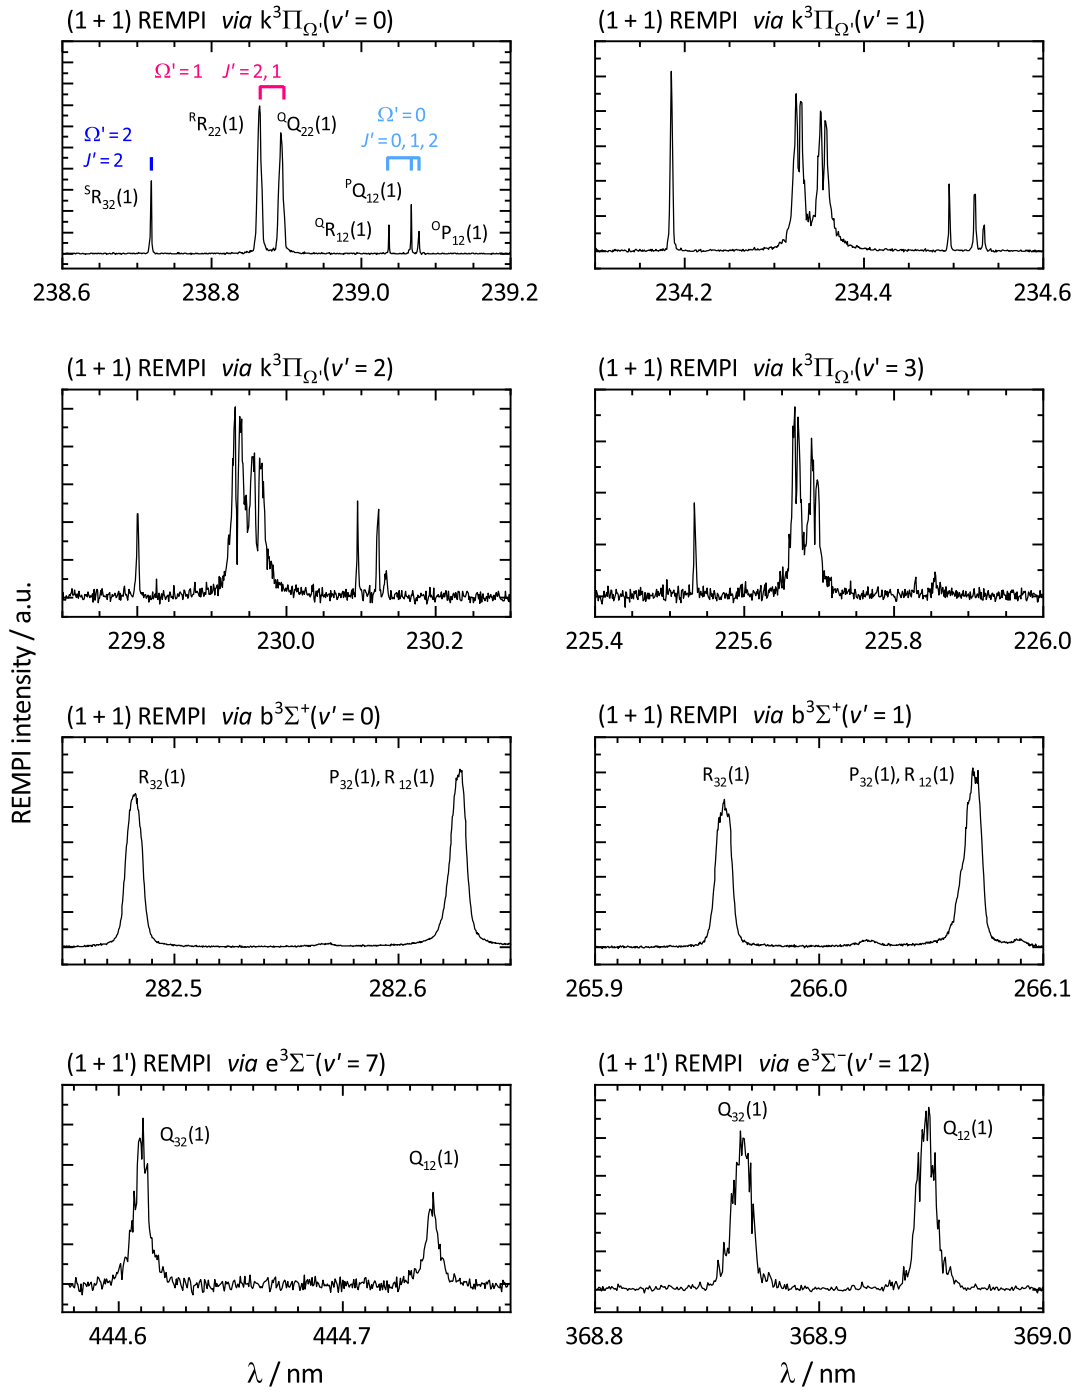 (1 + 1) REMPI via k³Π_Ω'(v' = 0)
Ω' = 1 J' = 2, 1
Ω' = 0
J' = 0, 1, 2
Ω' = 2
J' = 2
ᴿR₂₂(1)
ᑫQ₂₂(1)
ˢR₃₂(1)
ᴾQ₁₂(1)
ᑫR₁₂(1)
ᴼP₁₂(1)
238.6 238.8 239.0 239.2
(1 + 1) REMPI via k³Π_Ω'(v' = 1)
234.2 234.4 234.6
(1 + 1) REMPI via k³Π_Ω'(v' = 2)
229.8 230.0 230.2
(1 + 1) REMPI via k³Π_Ω'(v' = 3)
225.4 225.6 225.8 226.0
REMPI intensity / a.u.
(1 + 1) REMPI via b³Σ⁺(v' = 0)
R₃₂(1)
P₃₂(1), R₁₂(1)
282.5 282.6
(1 + 1) REMPI via b³Σ⁺(v' = 1)
R₃₂(1)
P₃₂(1), R₁₂(1)
265.9 266.0 266.1
(1 + 1') REMPI via e³Σ⁻(v' = 7)
Q₃₂(1)
Q₁₂(1)
444.6 444.7
λ / nm
(1 + 1') REMPI via e³Σ⁻(v' = 12)
Q₃₂(1)
Q₁₂(1)
368.8 368.9 369.0
λ / nm